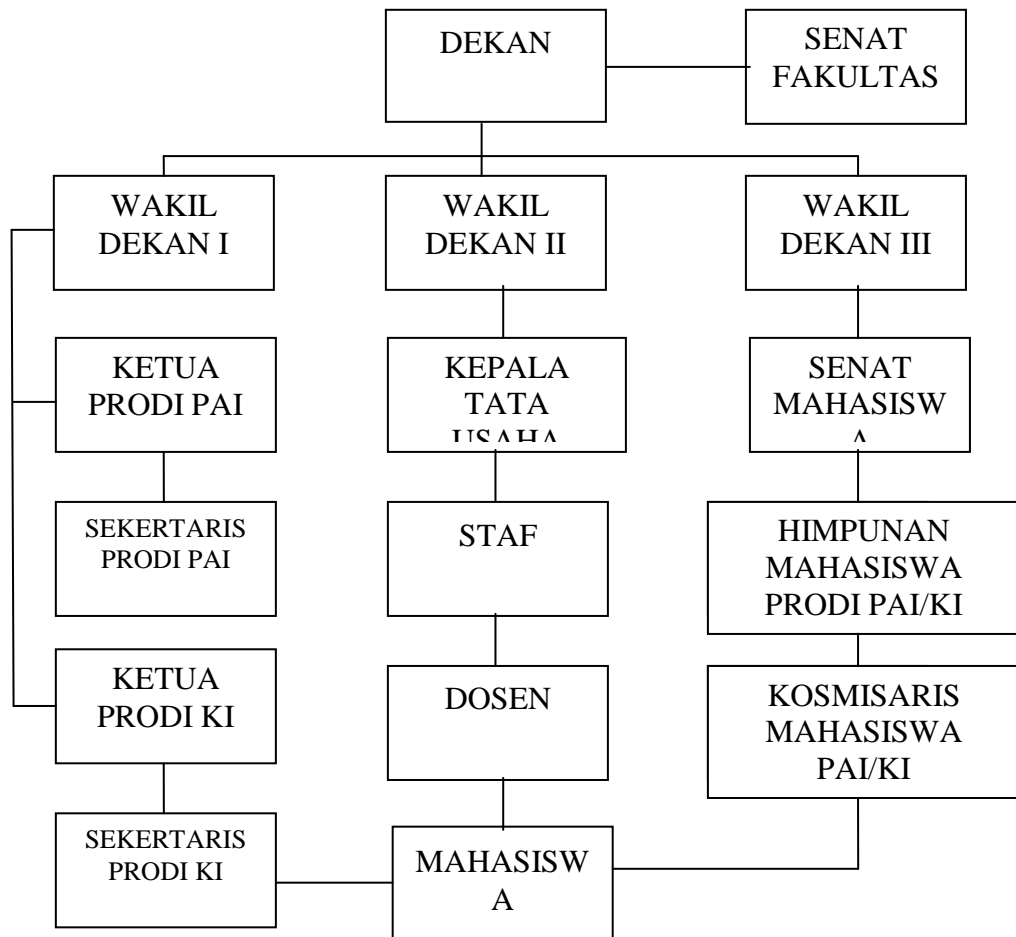 DEKAN
SENAT
FAKULTAS
WAKIL
DEKAN I
WAKIL
DEKAN II
WAKIL
DEKAN III
KETUA
PRODI PAI
KEPALA
TATA
USAHA
SENAT
MAHASISW
A
SEKERTARIS
PRODI PAI
STAF
HIMPUNAN
MAHASISWA
PRODI PAI/KI
KETUA
PRODI KI
DOSEN
KOSMISARIS
MAHASISWA
PAI/KI
SEKERTARIS
PRODI KI
MAHASISW
A